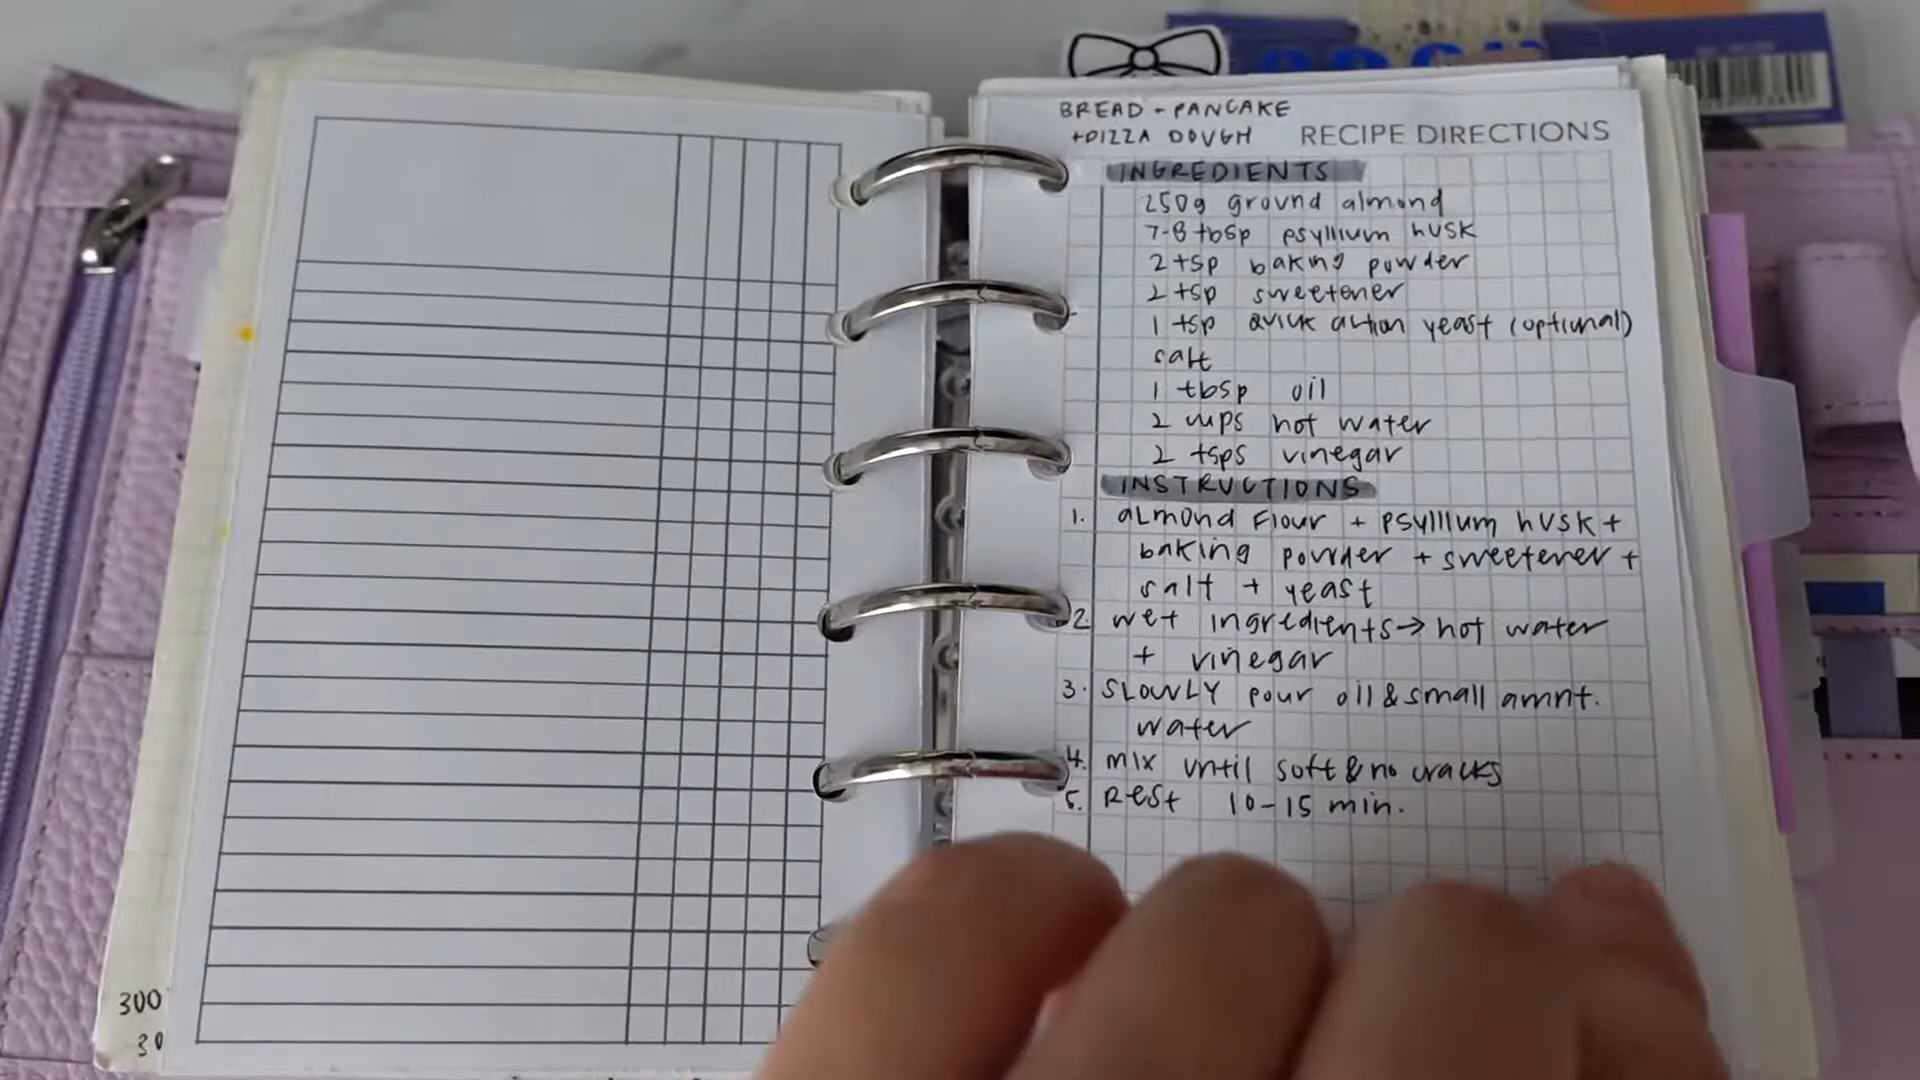 300
30
BREAD - PANCAKE
+PIZZA DOUGH
RECIPE DIRECTIONS
INGREDIENTS
250g ground almond
7-8 tbsp psyllium husk
2 tsp baking powder
2 tsp sweetener
1 tsp quick action yeast (optional)
salt
1 tbsp oil
2 cups hot water
2 tsps vinegar
INSTRUCTIONS
1. almond flour + psyllium husk +
baking powder + sweetener +
salt + yeast
2. wet ingredients → hot water
+ vinegar
3. SLOWLY pour oil & small amnt.
water
4. mix until soft & no cracks
5. Rest 10-15 min.